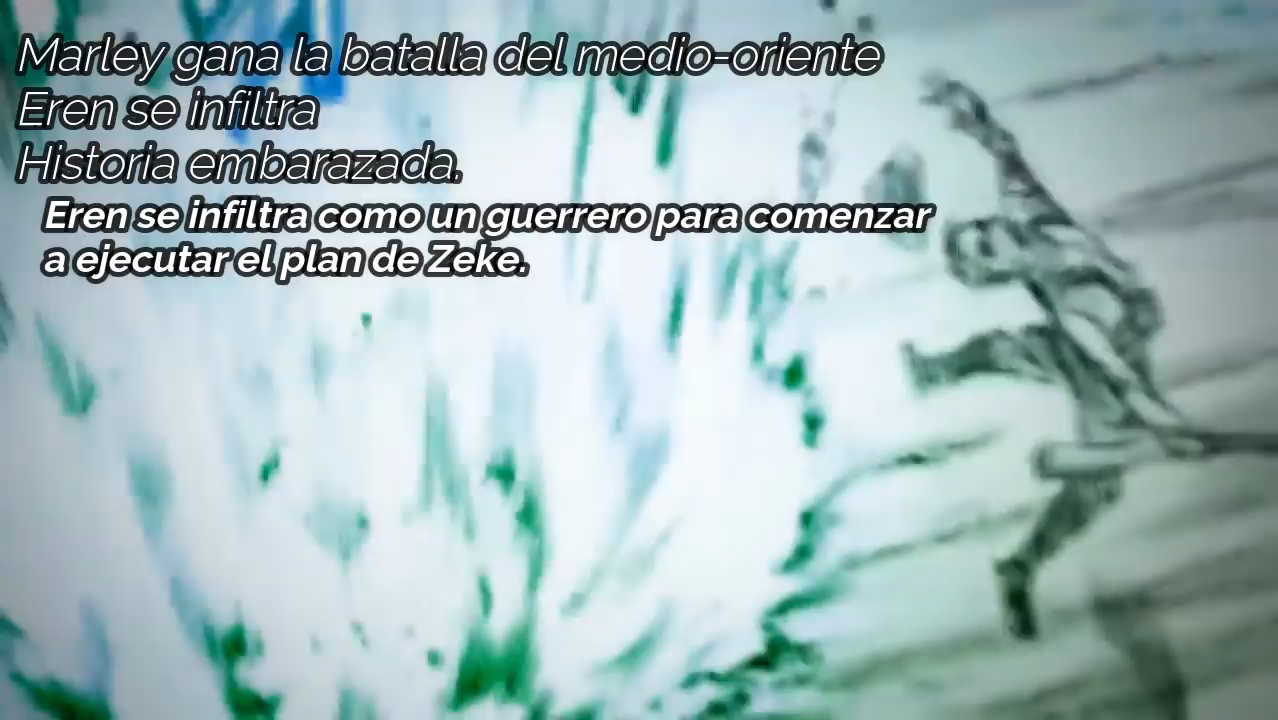 Marley gana la batalla del medio-oriente
Eren se infiltra
Historia embarazada.
Eren se infiltra como un guerrero para comenzar
a ejecutar el plan de Zeke.